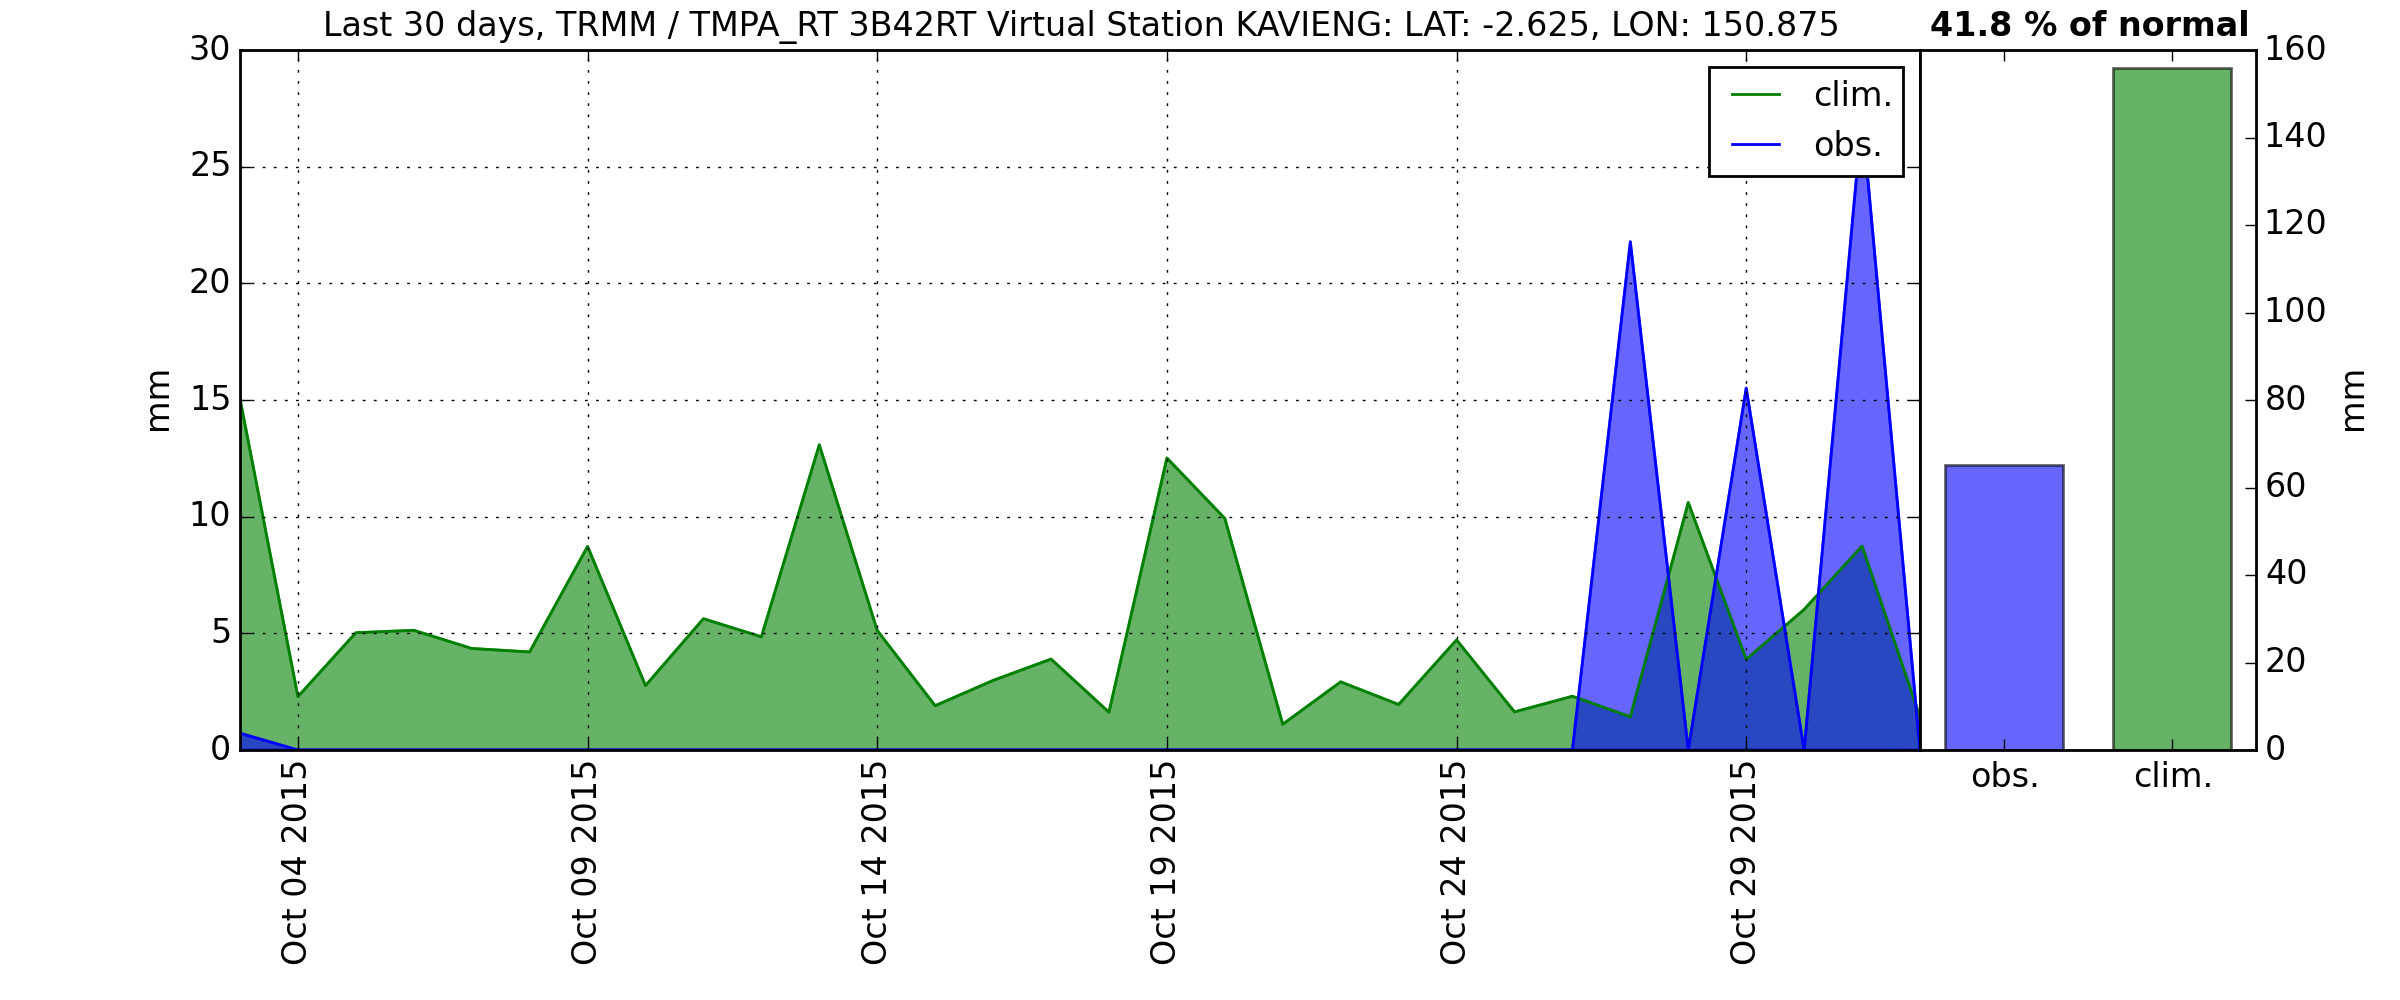 Last 30 days, TRMM / TMPA_RT 3B42RT Virtual Station KAVIENG: LAT: -2.625, LON: 150.875
41.8 % of normal
30
25
20
15
10
5
0
mm
clim.
obs.
Oct 04 2015
Oct 09 2015
Oct 14 2015
Oct 19 2015
Oct 24 2015
Oct 29 2015
160
140
120
100
80
60
40
20
0
mm
obs.
clim.